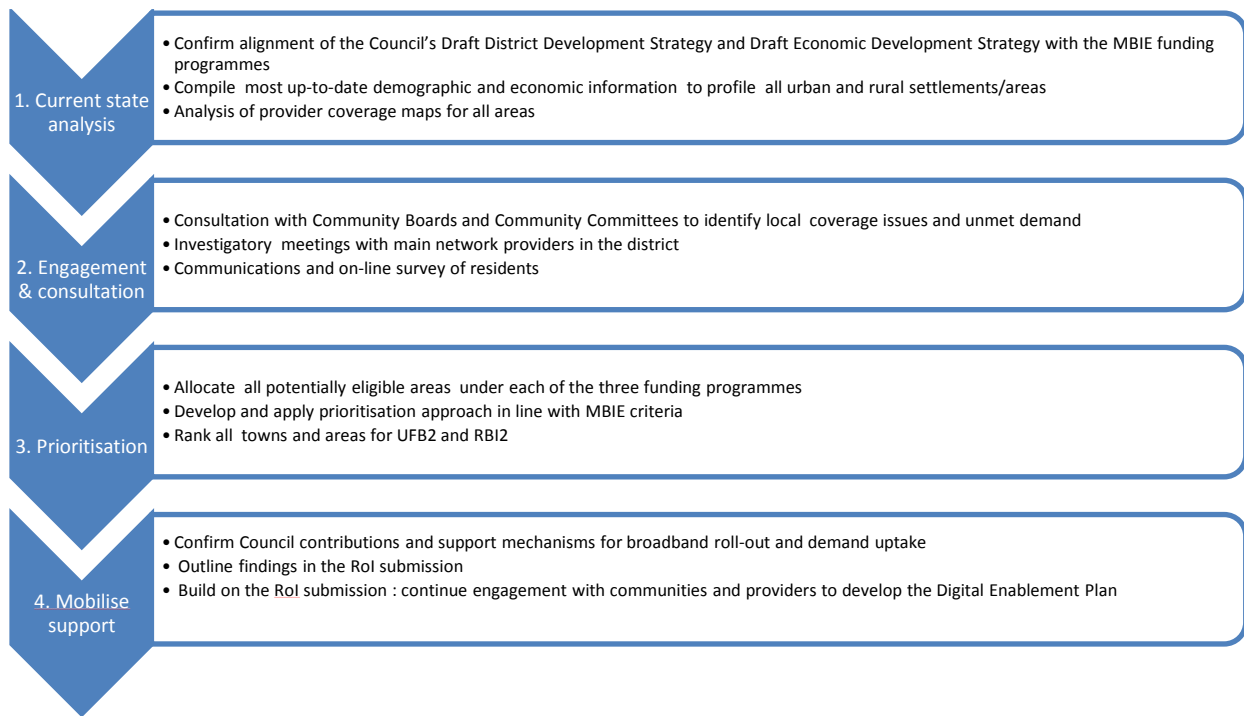 1. Current state
analysis
• Confirm alignment of the Council's Draft District Development Strategy and Draft Economic Development Strategy with the MBIE funding
programmes
• Compile most up-to-date demographic and economic information to profile all urban and rural settlements/areas
• Analysis of provider coverage maps for all areas
2. Engagement
& consultation
• Consultation with Community Boards and Community Committees to identify local coverage issues and unmet demand
• Investigatory meetings with main network providers in the district
• Communications and on-line survey of residents
3. Prioritisation
• Allocate all potentially eligible areas under each of the three funding programmes
• Develop and apply prioritisation approach in line with MBIE criteria
• Rank all towns and areas for UFB2 and RBI2
4. Mobilise
support
• Confirm Council contributions and support mechanisms for broadband roll-out and demand uptake
• Outline findings in the RoI submission
• Build on the RoI submission : continue engagement with communities and providers to develop the Digital Enablement Plan